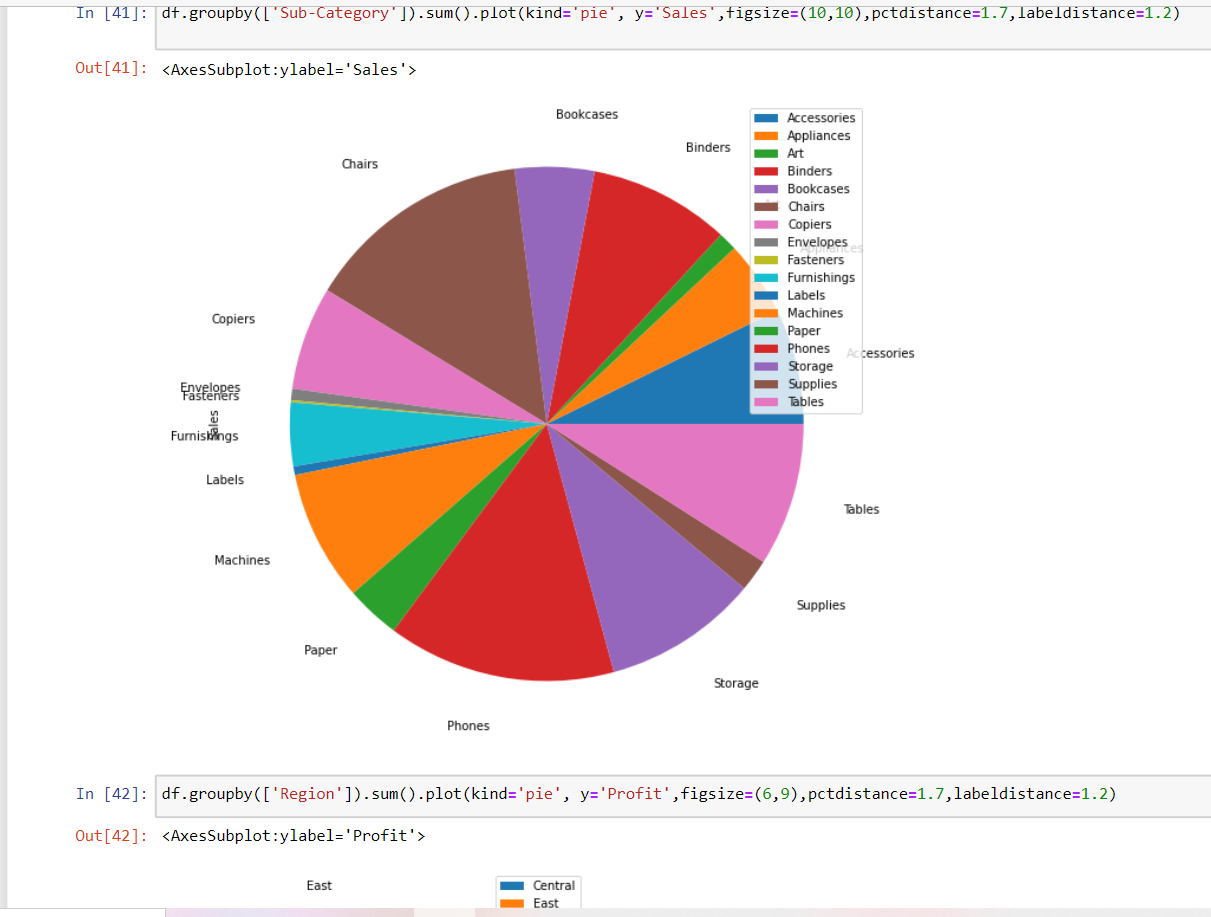 In [41]: df.groupby(['Sub-Category']).sum().plot(kind='pie', y='Sales',figsize=(10,10),pctdistance=1.7,labeldistance=1.2)
Out[41]: <AxesSubplot:ylabel='Sales'>
Bookcases
Binders
Chairs
Copiers
Envelopes
Fasteners
Sales
Furnishings
Labels
Machines
Paper
Phones
Storage
Supplies
Tables
Accessories
Appliances
Accessories
Appliances
Art
Binders
Bookcases
Chairs
Copiers
Envelopes
Fasteners
Furnishings
Labels
Machines
Paper
Phones
Storage
Supplies
Tables
In [42]: df.groupby(['Region']).sum().plot(kind='pie', y='Profit',figsize=(6,9),pctdistance=1.7,labeldistance=1.2)
Out[42]: <AxesSubplot:ylabel='Profit'>
East
Central
East